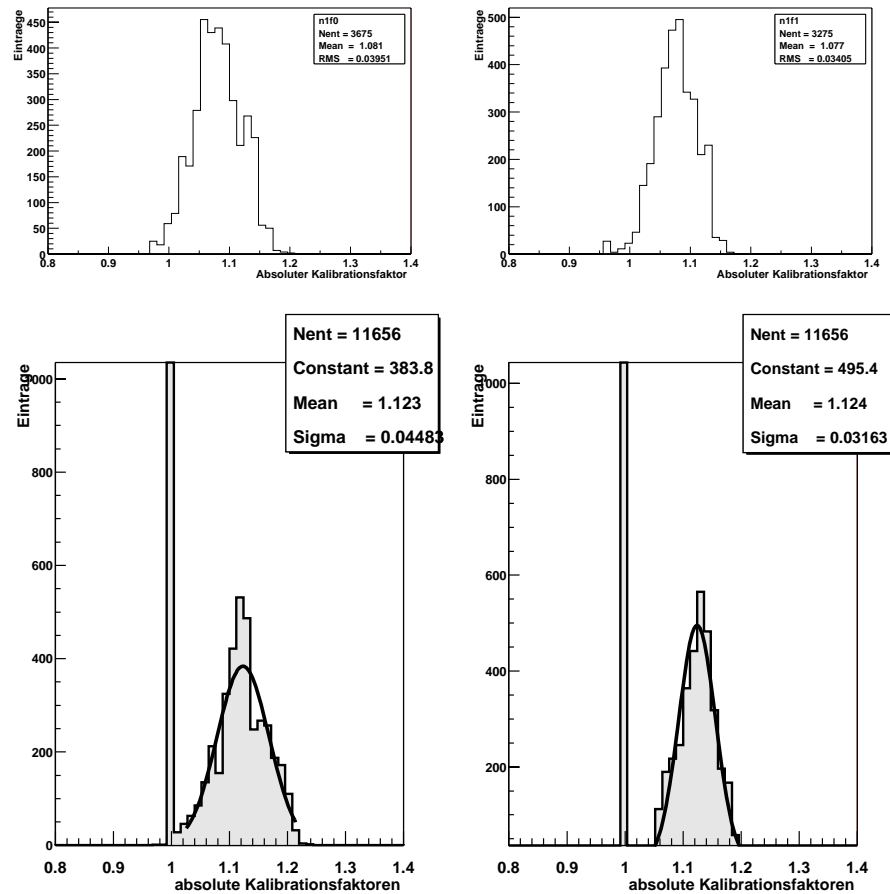 n1f0
Nent = 3675
Mean = 1.081
RMS = 0.03951
Eintraege
450
400
350
300
250
200
150
100
50
0
0.8 0.9 1 1.1 1.2 1.3 1.4
Absoluter Kalibrationsfaktor
n1f1
Nent = 3275
Mean = 1.077
RMS = 0.03405
Eintraege
500
400
300
200
100
0
0.8 0.9 1 1.1 1.2 1.3 1.4
Absoluter Kalibrationsfaktor
Nent = 11656
Constant = 383.8
Mean = 1.123
Sigma = 0.04483
Eintrage
1000
800
600
400
200
0
0.8 0.9 1 1.1 1.2 1.3 1.4
absolute Kalibrationsfaktoren
Nent = 11656
Constant = 495.4
Mean = 1.124
Sigma = 0.03163
Eintrage
1000
800
600
400
200
0.8 0.9 1 1.1 1.2 1.3 1.4
absolute Kalibrationsfaktoren